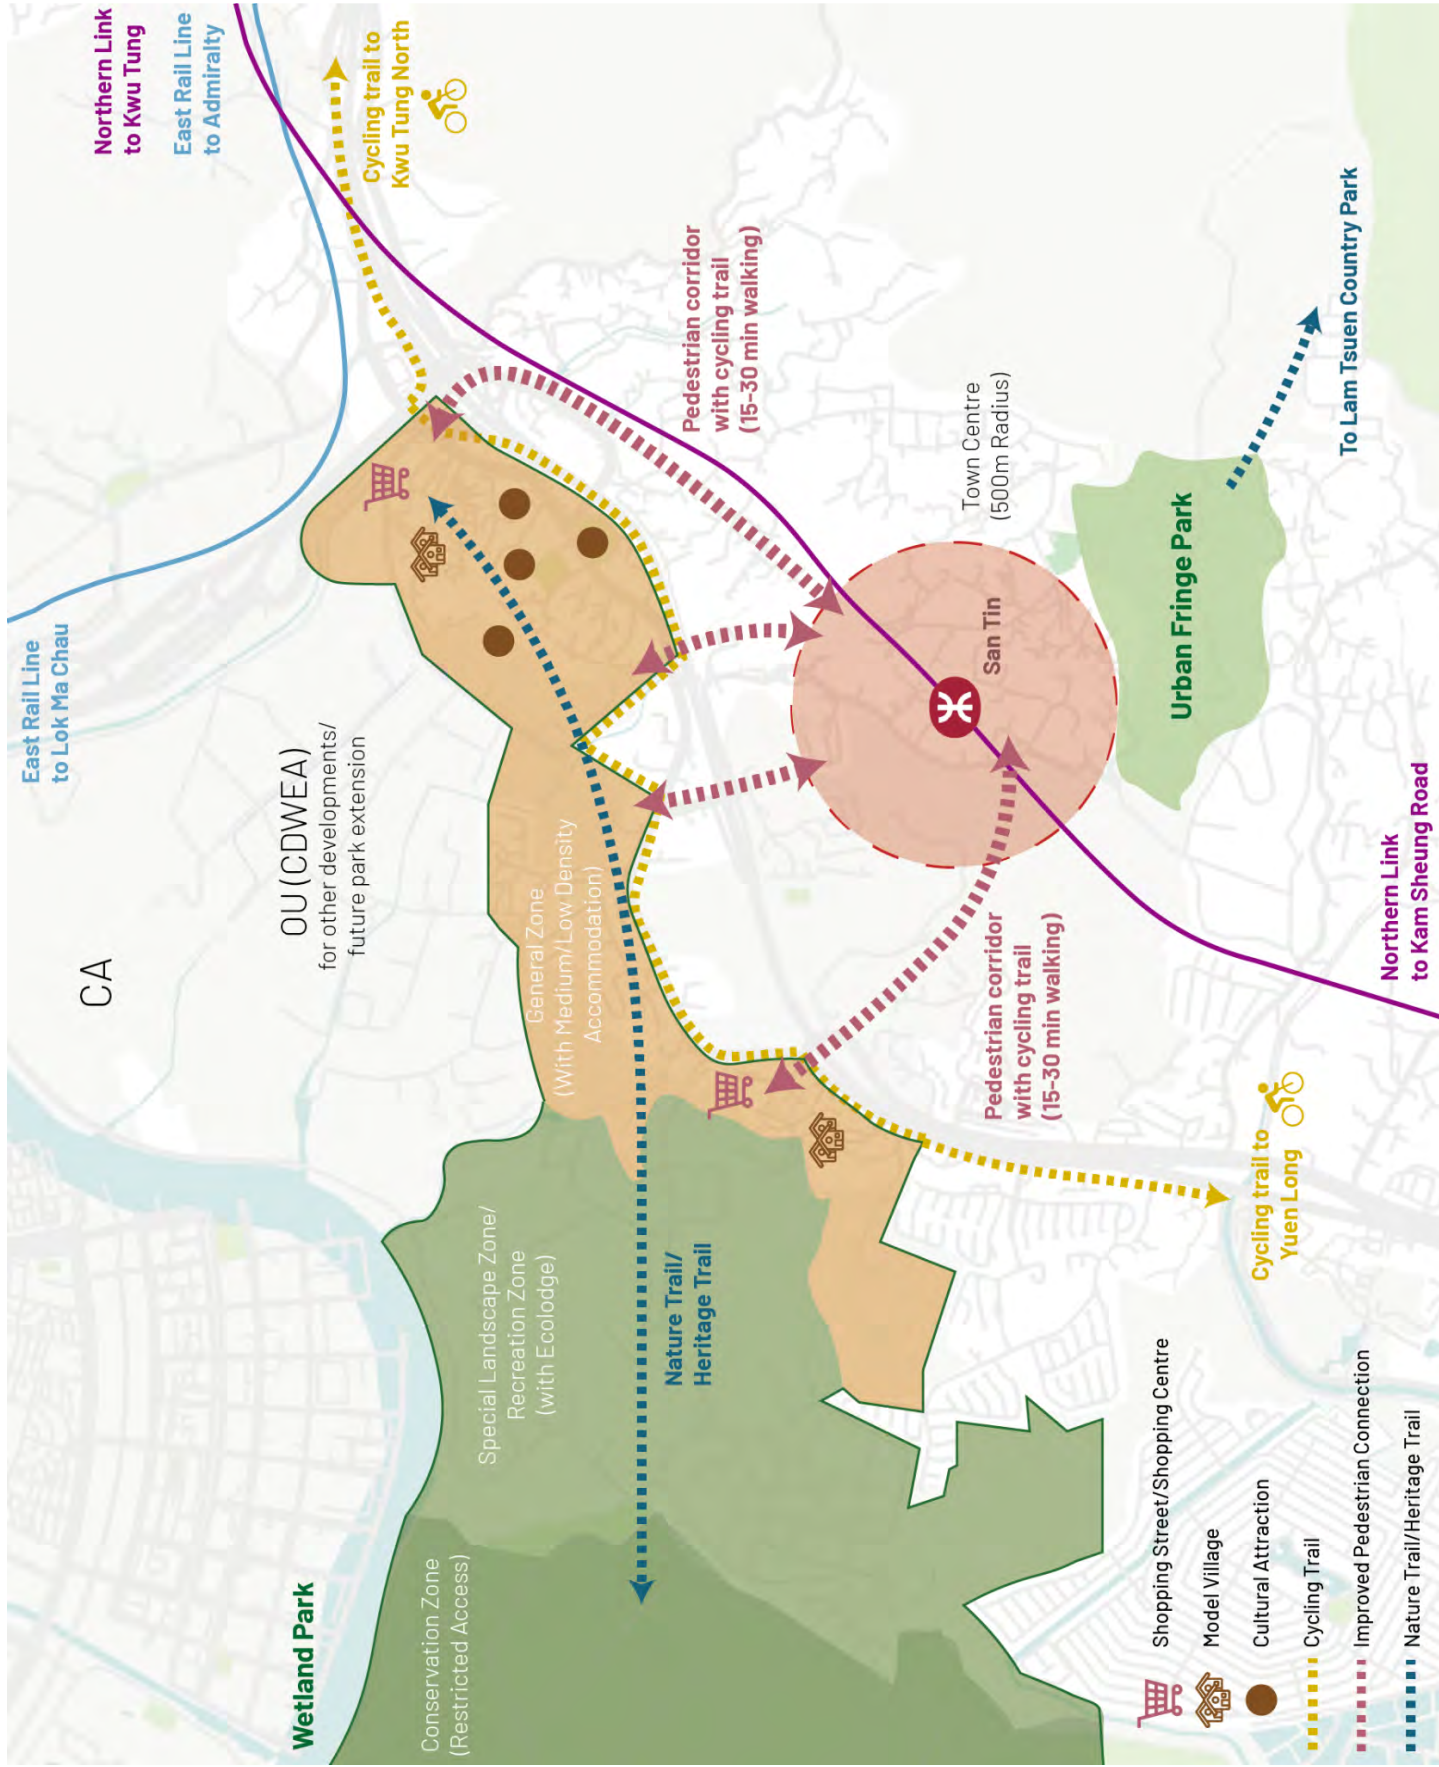 Wetland Park
Conservation Zone
(Restricted Access)
Special Landscape Zone/
Recreation Zone
(with Ecolodge)
Nature Trail/
Heritage Trail
CA
OU(CDWEA)
for other developments/
future park extension
General Zone
(With Medium/Low Density
Accommodation)
East Rail Line
to Lok Ma Chau
Northern Link
to Kwu Tung
East Rail Line
to Admiralty
Cycling trail to
Kwu Tung North
Pedestrian corridor
with cycling trail
(15-30 min walking)
Town Centre
(500m Radius)
San Tin
Pedestrian corridor
with cycling trail
(15-30 min walking)
Urban Fringe Park
To Lam Tsuen Country Park
Northern Link
to Kam Sheung Road
Cycling trail to
Yuen Long
Shopping Street/Shopping Centre
Model Village
Cultural Attraction
Cycling Trail
Improved Pedestrian Connection
Nature Trail/Heritage Trail